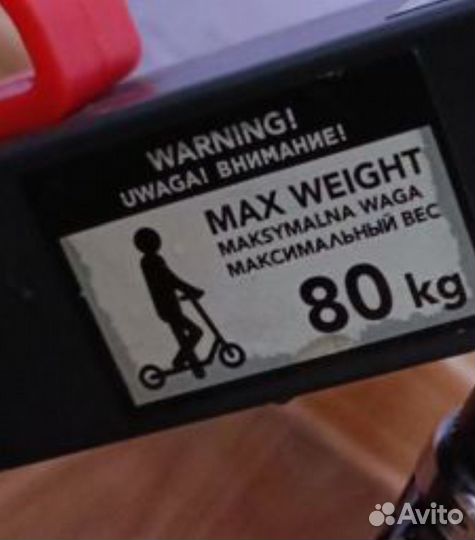 WARNING!
UWAGA! ВНИМАНИЕ!
MAX WEIGHT
MAKSYMALNA WAGA
МАКСИМАЛЬНЫЙ ВЕС
80 kg
Avito